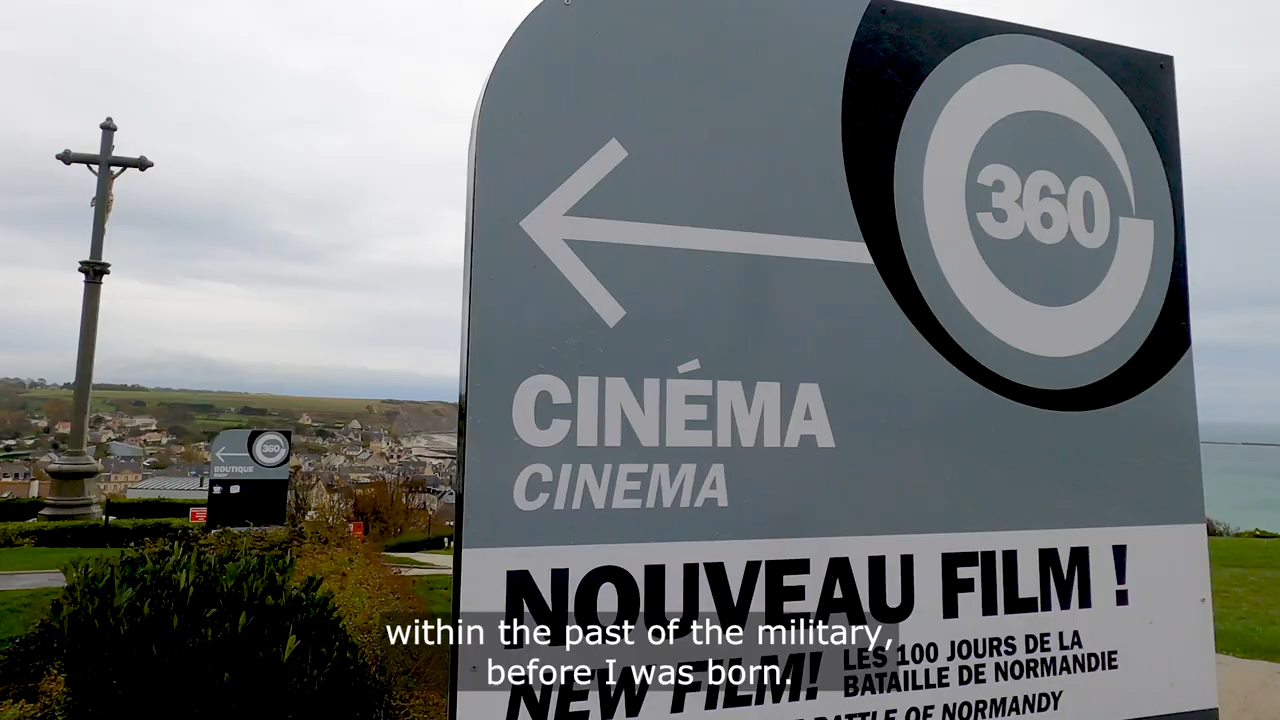 360
CINÉMA
CINEMA
360
BOUTIQUE
NOUVEAU FILM !
NEW FILM!
LES 100 JOURS DE LA
BATAILLE DE NORMANDIE
BATTLE OF NORMANDY
within the past of the military,
before I was born.